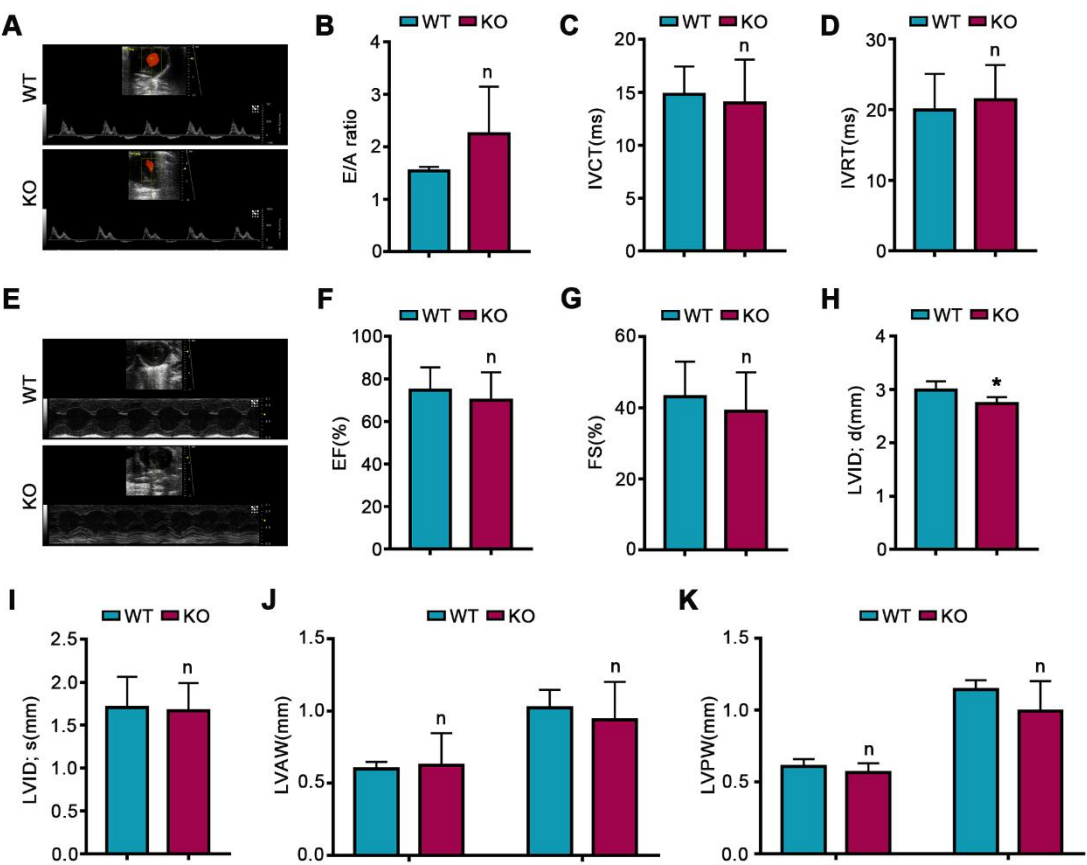 A
WT
KO
B
WT KO
E/A ratio
4
3
2
1
0
n
C
WT KO
IVCT(ms)
20
15
10
5
0
n
D
WT KO
IVRT(ms)
30
20
10
0
n
E
WT
KO
F
WT KO
EF(%)
100
80
60
40
20
0
n
G
WT KO
FS(%)
60
40
20
0
n
H
WT KO
LVID; d(mm)
4
3
2
1
0
*
I
WT KO
LVID; s(mm)
2.5
2.0
1.5
1.0
0.5
0.0
n
J
WT KO
LVAW(mm)
1.5
1.0
0.5
0.0
n
n
K
WT KO
LVPW(mm)
1.5
1.0
0.5
0.0
n
n